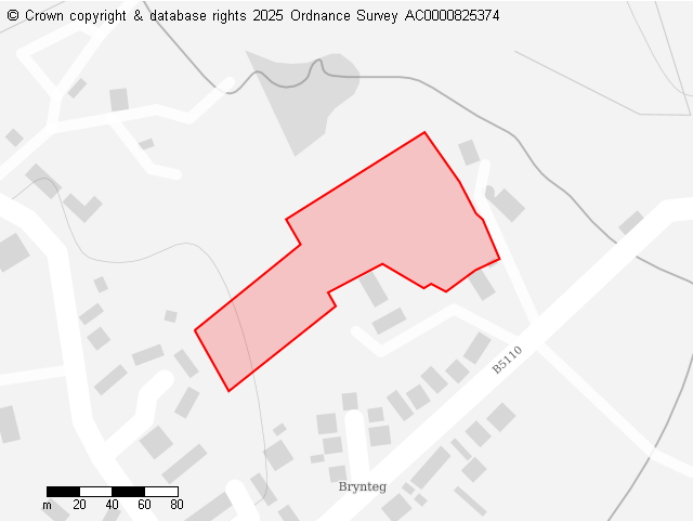 © Crown copyright & database rights 2025 Ordnance Survey AC0000825374
B5110
Brynteg
m 20 40 60 80